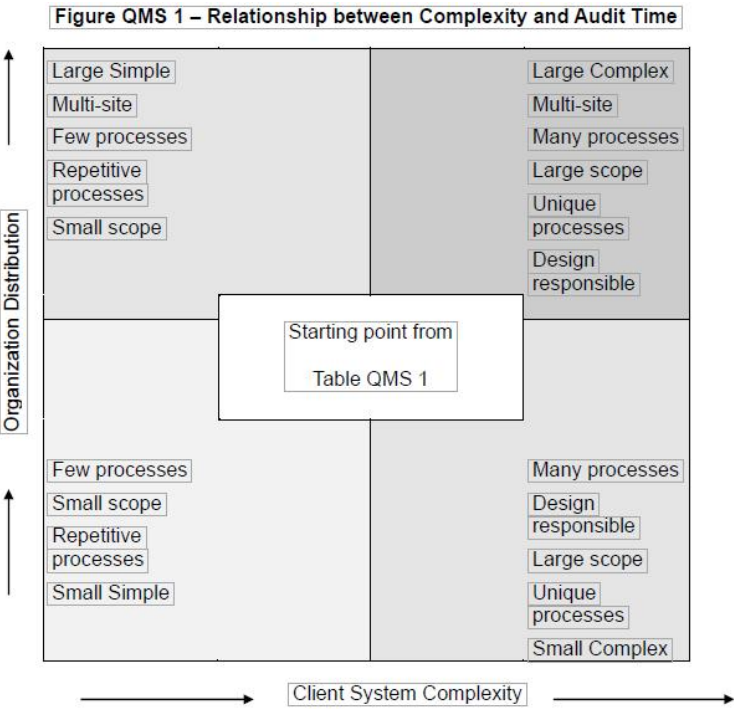 Figure QMS 1 – Relationship between Complexity and Audit Time
Large Simple
Multi-site
Few processes
Repetitive
processes
Small scope
Large Complex
Multi-site
Many processes
Large scope
Unique
processes
Design
responsible
Organization Distribution
Starting point from
Table QMS 1
Few processes
Small scope
Repetitive
processes
Small Simple
Many processes
Design
responsible
Large scope
Unique
processes
Small Complex
Client System Complexity